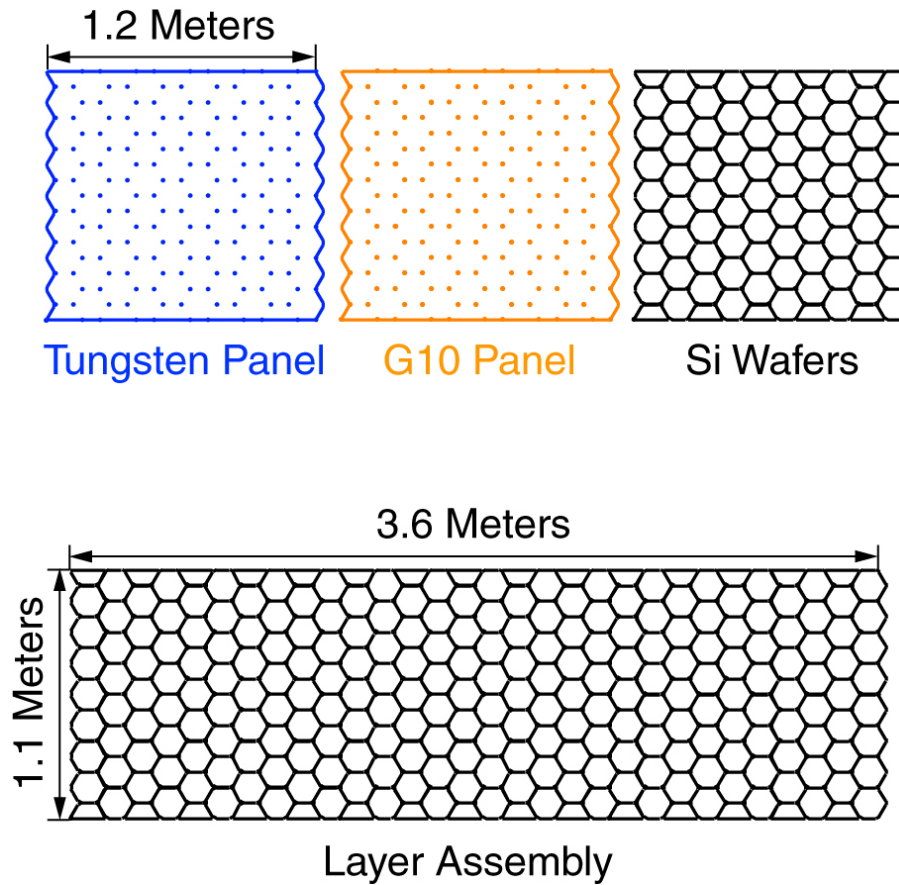 1.2 Meters
Tungsten Panel
G10 Panel
Si Wafers
3.6 Meters
1.1 Meters
Layer Assembly